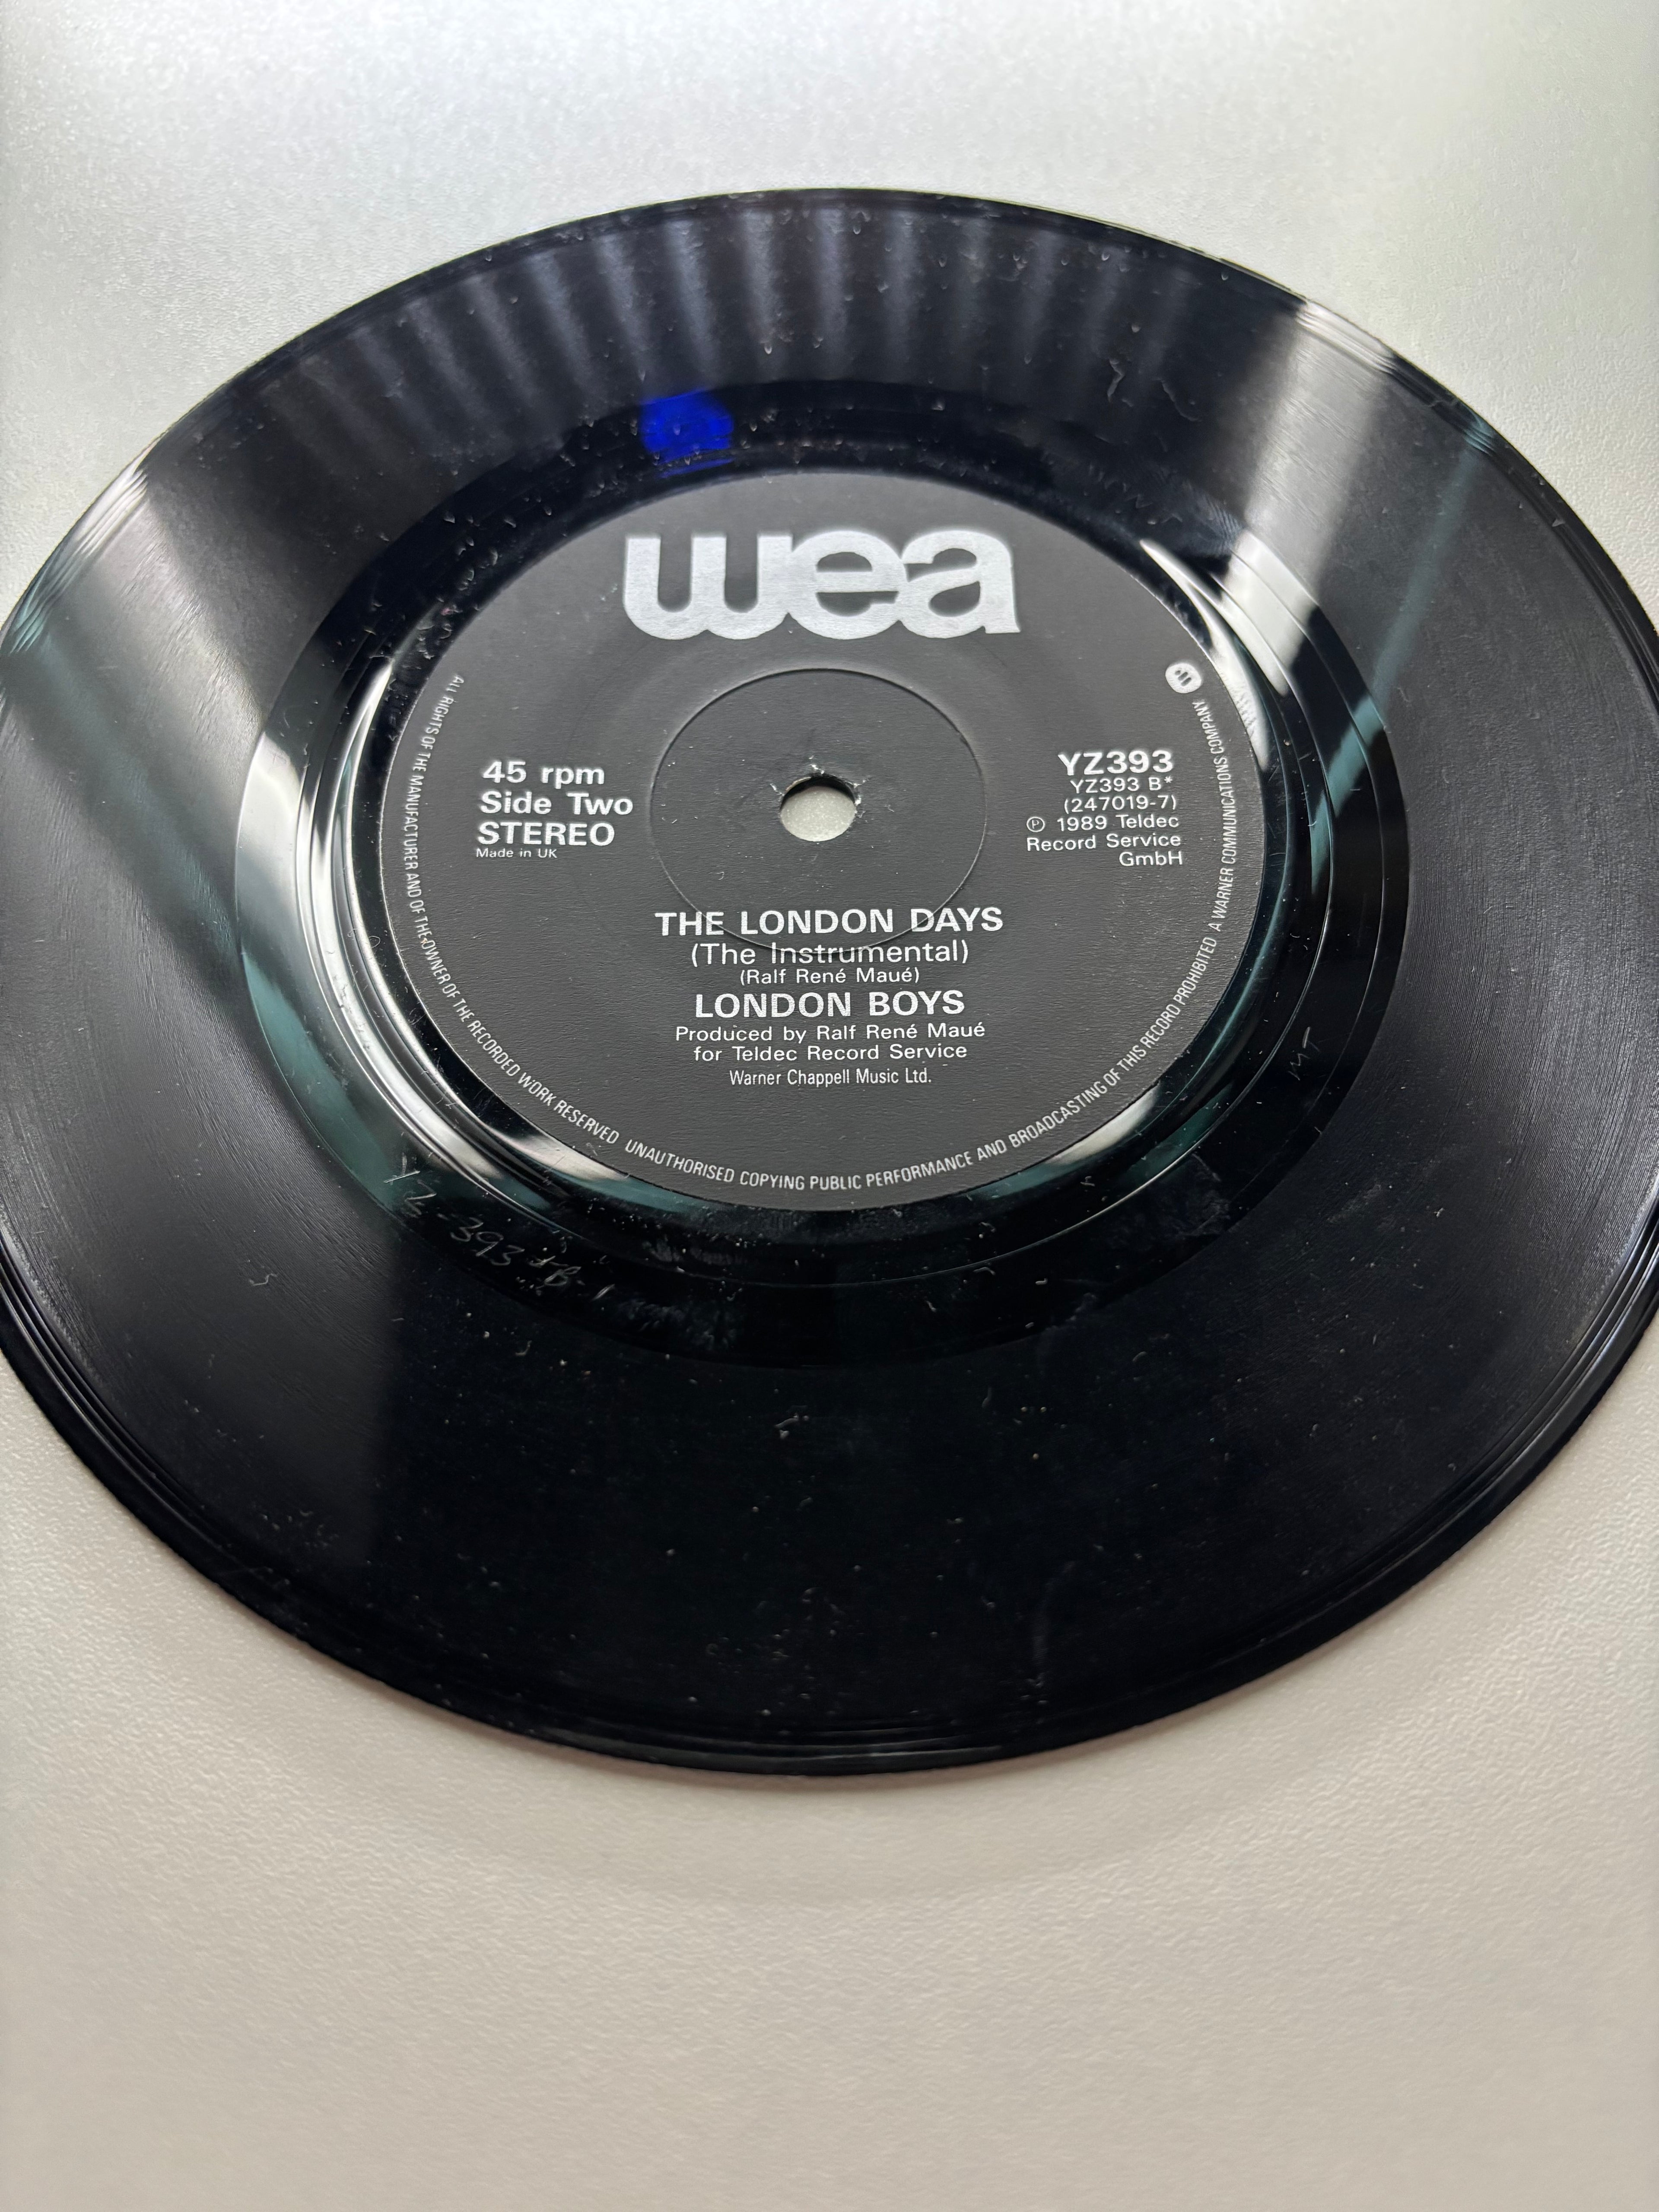 wea
45 rpm
Side Two
STEREO
Made in UK
YZ393
YZ393 B*
(247019-7)
℗ 1989 Teldec
Record Service
GmbH
THE LONDON DAYS
(The Instrumental)
(Ralf René Maué)
LONDON BOYS
Produced by Ralf René Maué
for Teldec Record Service
Warner Chappell Music Ltd.
ALL RIGHTS OF THE MANUFACTURER AND OF THE OWNER OF THE RECORDED WORK RESERVED UNAUTHORISED COPYING PUBLIC PERFORMANCE AND BROADCASTING OF THIS RECORD PROHIBITED A WARNER COMMUNICATIONS COMPANY
YZ-393
MT